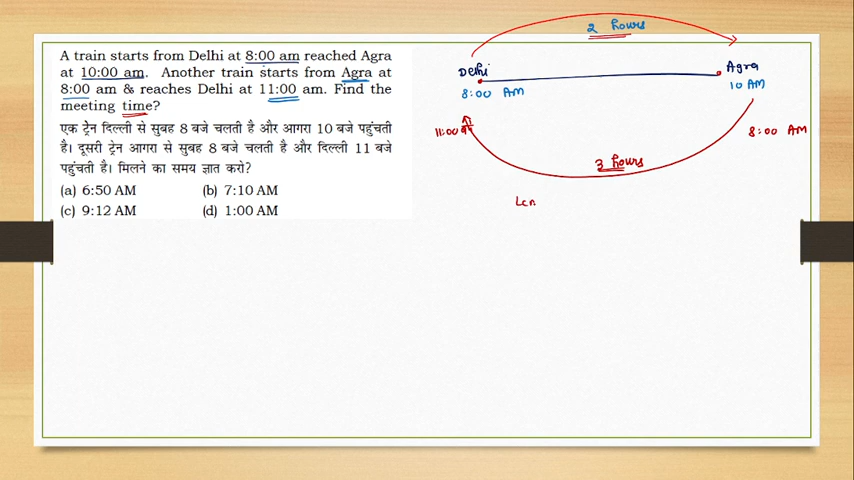 A train starts from Delhi at 8:00 am reached Agra
at 10:00 am. Another train starts from Agra at
8:00 am & reaches Delhi at 11:00 am. Find the
meeting time?
एक ट्रेन दिल्ली से सुबह 8 बजे चलती है और आगरा 10 बजे पहुंचती
है। दूसरी ट्रेन आगरा से सुबह 8 बजे चलती है और दिल्ली 11 बजे
पहुंचती है। मिलने का समय ज्ञात करो?
(a) 6:50 AM (b) 7:10 AM
(c) 9:12 AM (d) 1:00 AM
2 hours
Delhi Agra
8:00 AM 10 AM
11:00 8:00 AM
3 hours
Lcm